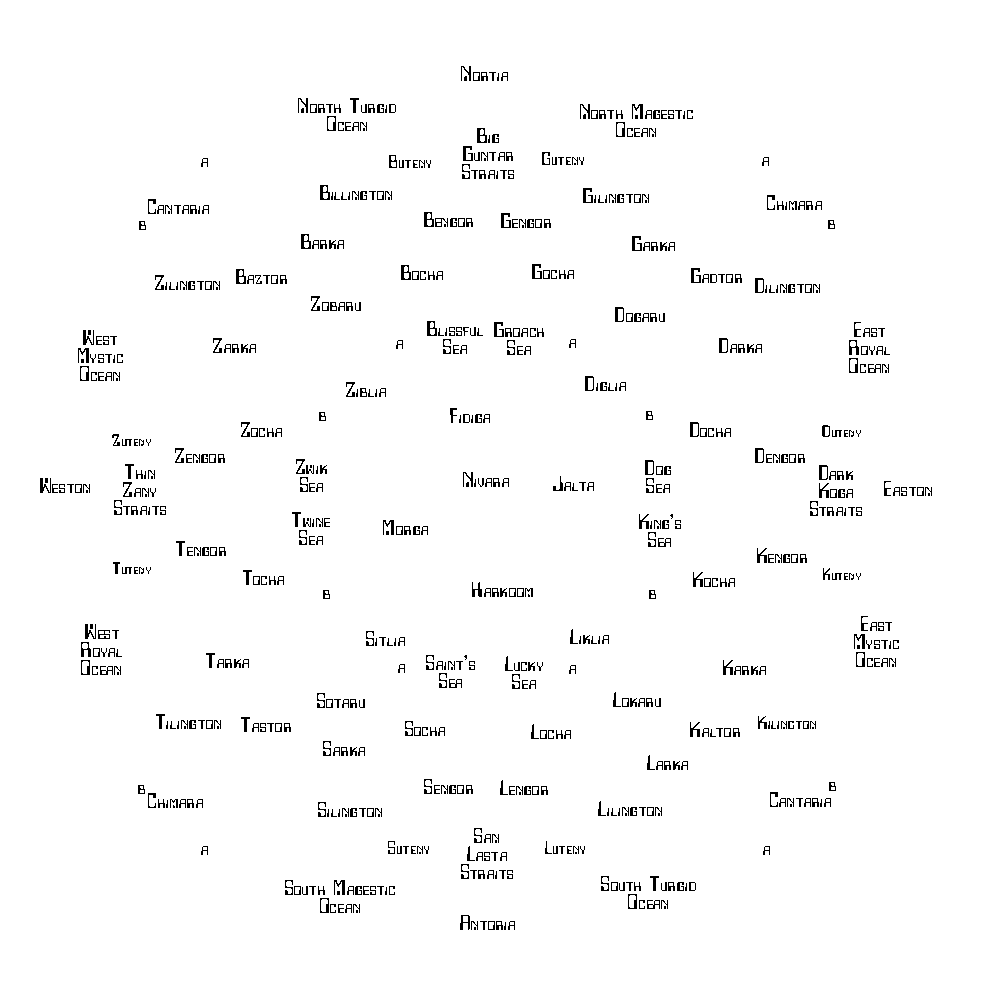 Nortia
North Turgid
Ocean
North Magestic
Ocean
Big
Guntar
Straits
A
Buteny
Guteny
A
Billington
Gilington
Cantaria
B
Chimara
B
Bengor
Gengor
Barka
Garka
Zilington
Baztor
Bocha
Gocha
Gadtor
Dilington
Zobaru
Dogaru
West
Mystic
Ocean
Zarka
A
Blissful
Sea
Groach
Sea
A
Darka
East
Royal
Ocean
Ziblia
Diglia
B
Fidiga
B
Zuteny
Zocha
Docha
Duteny
Zengor
Dengor
Weston
Thin
Zany
Straits
Zwik
Sea
Nivara
Jalta
Dog
Sea
Dark
Koga
Straits
Easton
Twine
Sea
Morga
King's
Sea
Tengor
Kengor
Tuteny
Tocha
Kocha
Kuteny
B
Harkoom
B
West
Royal
Ocean
Sitlia
Liklia
East
Mystic
Ocean
Tarka
A
Saint's
Sea
Lucky
Sea
A
Karka
Sotaru
Lokaru
Tilington
Tastor
Socha
Locha
Kaltor
Kilington
Sarka
Larka
B
Chimara
Sengor
Lengor
B
Cantaria
Silington
Lilington
A
Suteny
San
Lasta
Straits
Luteny
A
South Magestic
Ocean
South Turgid
Ocean
Antoria